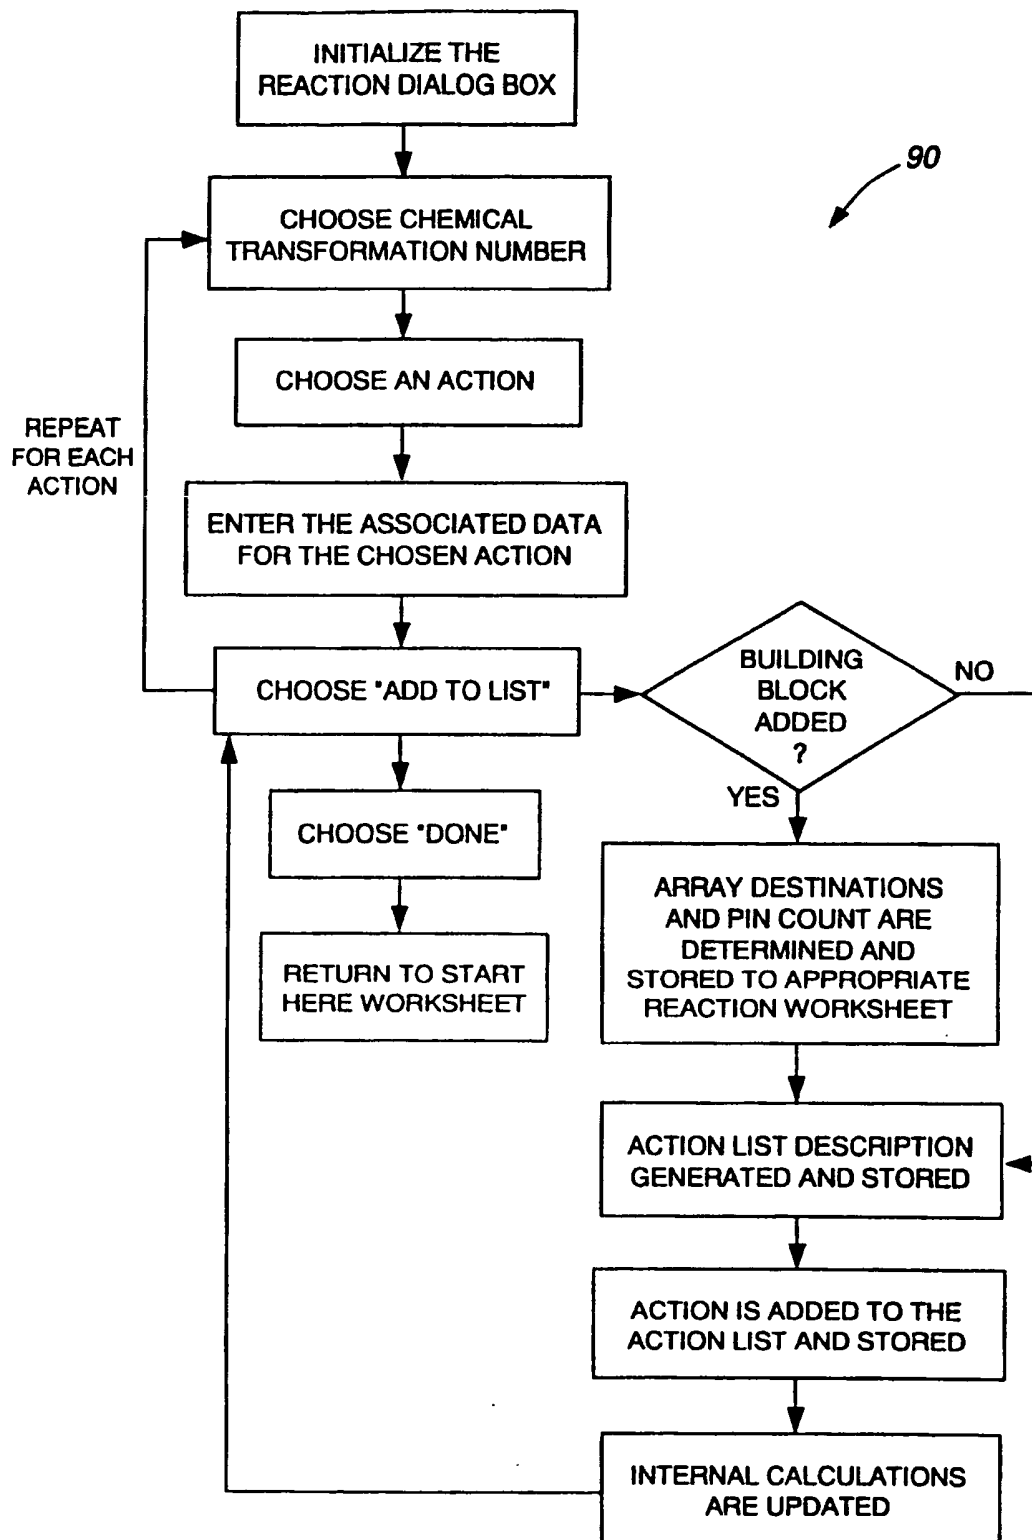 INITIALIZE THE
REACTION DIALOG BOX
90
CHOOSE CHEMICAL
TRANSFORMATION NUMBER
CHOOSE AN ACTION
REPEAT
FOR EACH
ACTION
ENTER THE ASSOCIATED DATA
FOR THE CHOSEN ACTION
CHOOSE "ADD TO LIST"
BUILDING
BLOCK
ADDED
?
NO
YES
CHOOSE "DONE"
RETURN TO START
HERE WORKSHEET
ARRAY DESTINATIONS
AND PIN COUNT ARE
DETERMINED AND
STORED TO APPROPRIATE
REACTION WORKSHEET
ACTION LIST DESCRIPTION
GENERATED AND STORED
ACTION IS ADDED TO THE
ACTION LIST AND STORED
INTERNAL CALCULATIONS
ARE UPDATED